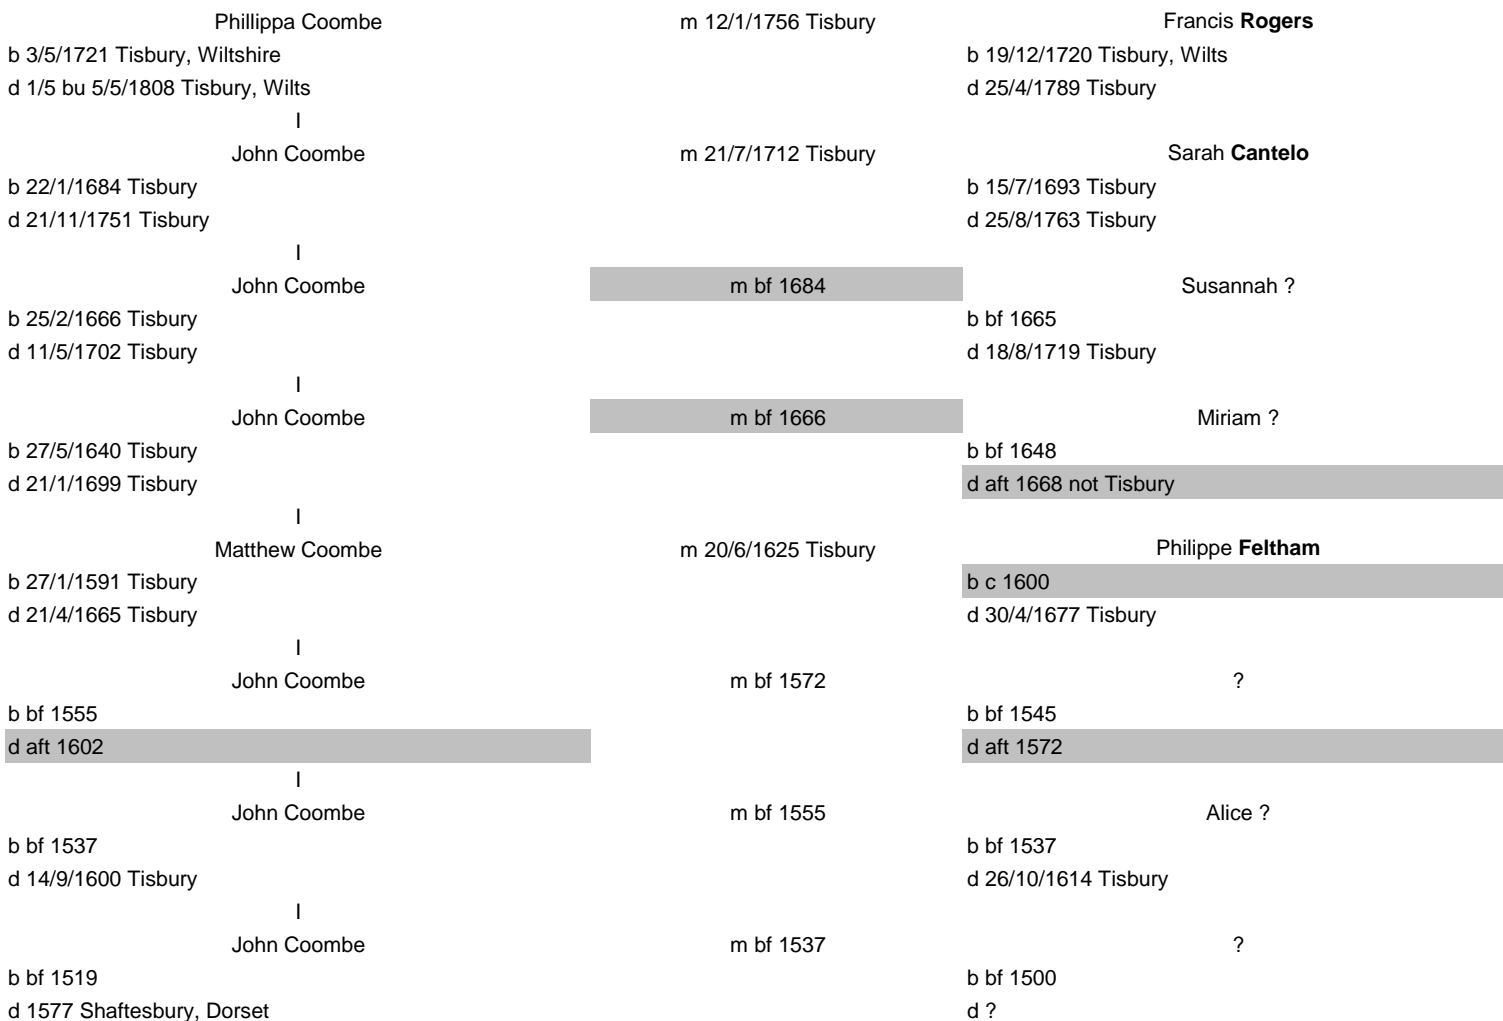 Phillippa Coombe m 12/1/1756 Tisbury Francis Rogers
b 3/5/1721 Tisbury, Wiltshire b 19/12/1720 Tisbury, Wilts
d 1/5 bu 5/5/1808 Tisbury, Wilts d 25/4/1789 Tisbury
I
John Coombe m 21/7/1712 Tisbury Sarah Cantelo
b 22/1/1684 Tisbury b 15/7/1693 Tisbury
d 21/11/1751 Tisbury d 25/8/1763 Tisbury
I
John Coombe m bf 1684 Susannah ?
b 25/2/1666 Tisbury b bf 1665
d 11/5/1702 Tisbury d 18/8/1719 Tisbury
I
John Coombe m bf 1666 Miriam ?
b 27/5/1640 Tisbury b bf 1648
d 21/1/1699 Tisbury d aft 1668 not Tisbury
I
Matthew Coombe m 20/6/1625 Tisbury Philippe Feltham
b 27/1/1591 Tisbury b c 1600
d 21/4/1665 Tisbury d 30/4/1677 Tisbury
I
John Coombe m bf 1572 ?
b bf 1555 b bf 1545
d aft 1602 d aft 1572
I
John Coombe m bf 1555 Alice ?
b bf 1537 b bf 1537
d 14/9/1600 Tisbury d 26/10/1614 Tisbury
I
John Coombe m bf 1537 ?
b bf 1519 b bf 1500
d 1577 Shaftesbury, Dorset d ?